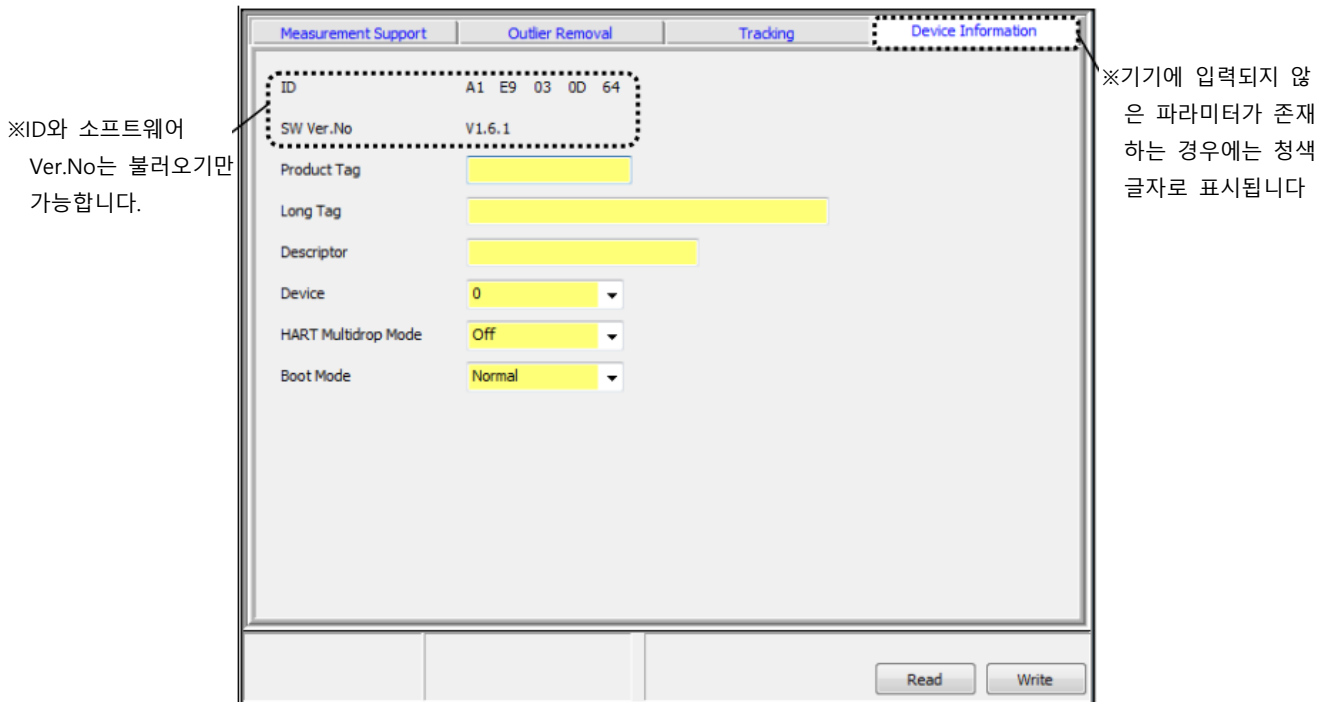 Measurement Support
Outlier Removal
Tracking
Device Information
ID A1 E9 03 0D 64
SW Ver.No V1.6.1
Product Tag
Long Tag
Descriptor
Device 0
HART Multidrop Mode Off
Boot Mode Normal
Read
Write
※ID와 소프트웨어
Ver.No는 불러오기만
가능합니다.
※기기에 입력되지 않
은 파라미터가 존재
하는 경우에는 청색
글자로 표시됩니다